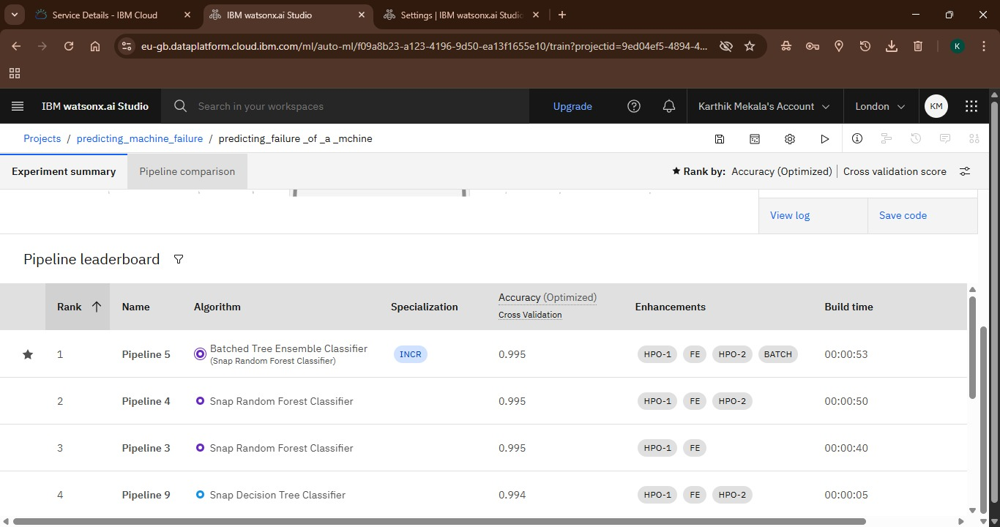 Service Details - IBM Cloud
IBM watsonx.ai Studio
Settings | IBM watsonx.ai Studio
eu-gb.dataplatform.cloud.ibm.com/ml/auto-ml/f09a8b23-a123-4196-9d50-ea13f1655e10/train?projectid=9ed04ef5-4894-4...
K
IBM watsonx.ai Studio
Search in your workspaces
Upgrade
Karthik Mekala's Account
London
KM
Projects / predicting_machine_failure / predicting_failure _of _a _mchine
Experiment summary
Pipeline comparison
Rank by: Accuracy (Optimized) | Cross validation score
View log
Save code
Pipeline leaderboard
Rank Name Algorithm Specialization Accuracy (Optimized) Enhancements Build time
Cross Validation
1 Pipeline 5 Batched Tree Ensemble Classifier INCR 0.995 HPO-1 FE HPO-2 BATCH 00:00:53
(Snap Random Forest Classifier)
2 Pipeline 4 Snap Random Forest Classifier 0.995 HPO-1 FE HPO-2 00:00:50
3 Pipeline 3 Snap Random Forest Classifier 0.995 HPO-1 FE 00:00:40
4 Pipeline 9 Snap Decision Tree Classifier 0.994 HPO-1 FE HPO-2 00:00:05